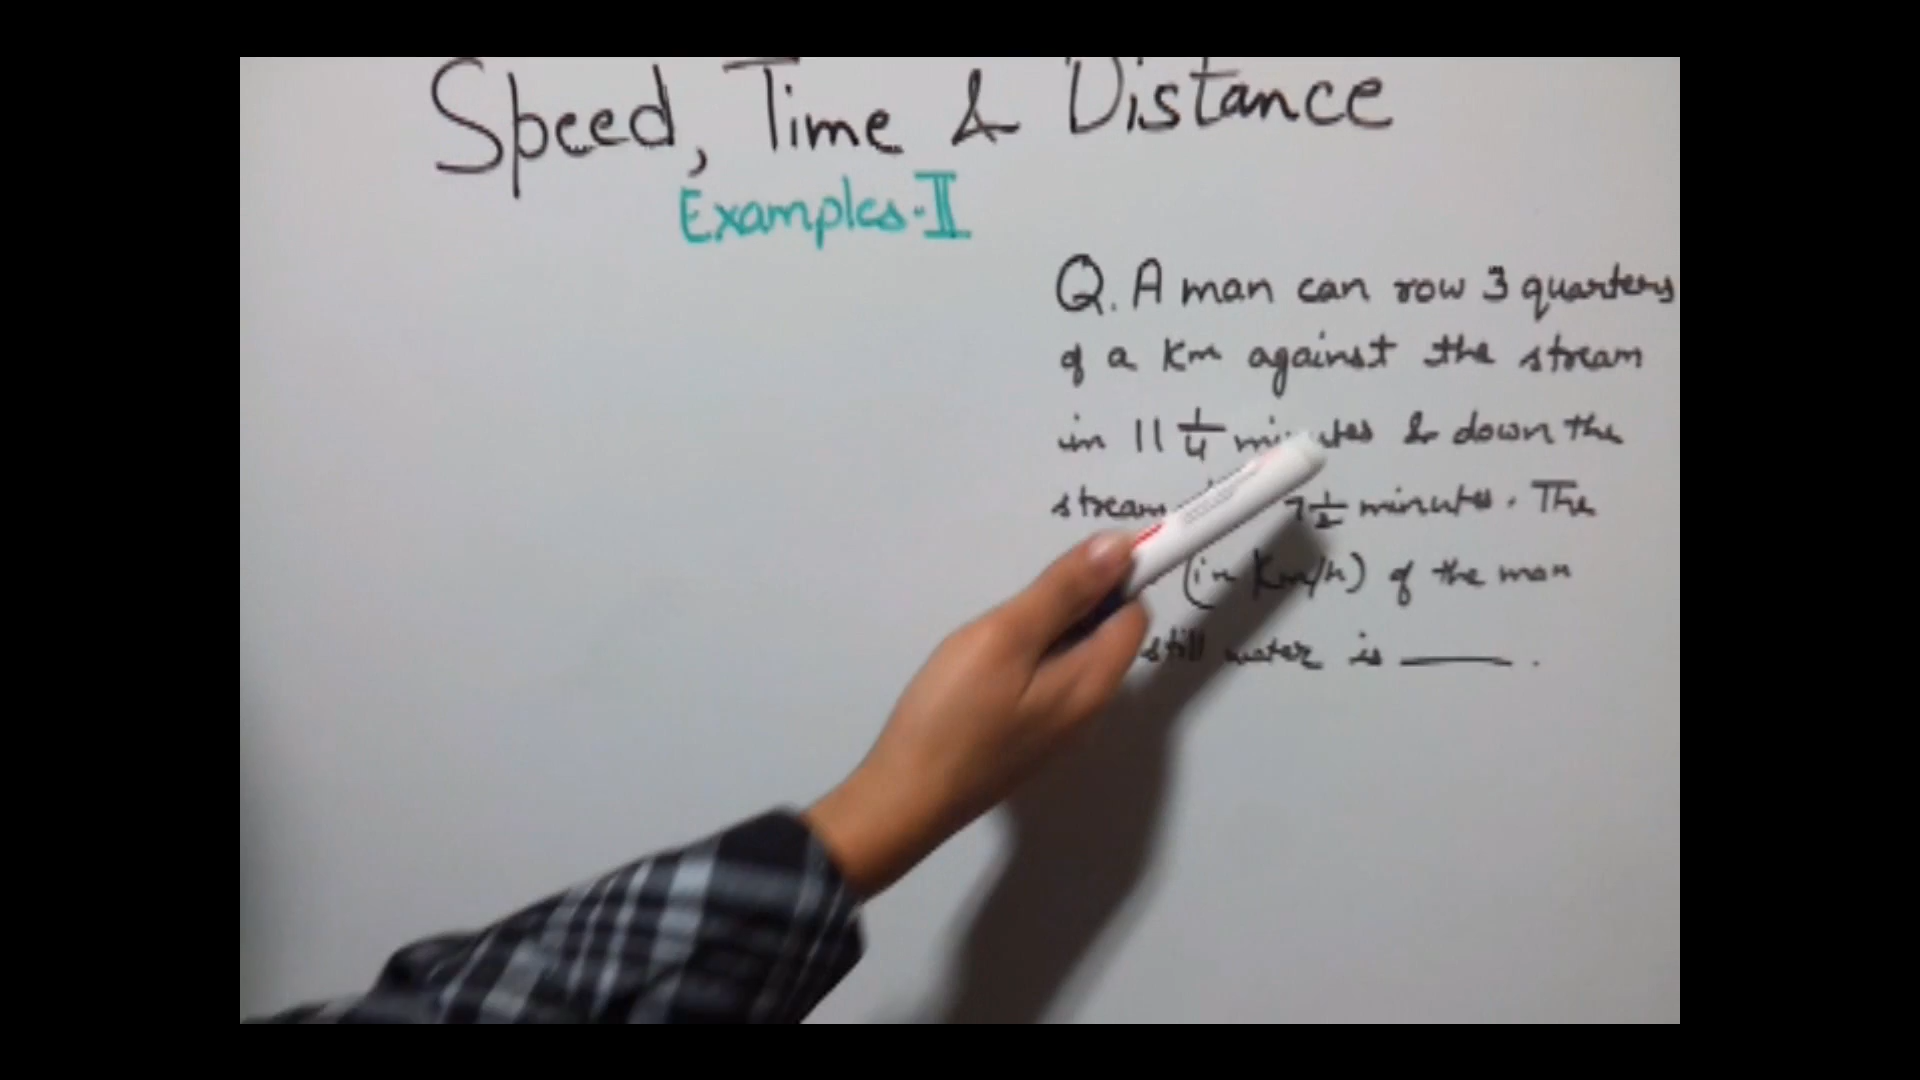 Speed, Time & Distance
Examples-II
Q. A man can row 3 quarters
of a Km against the stream
in 11 1/4 minutes & down the
stream 7 1/2 minutes. The
(in Km/h) of the man
still water is ____.